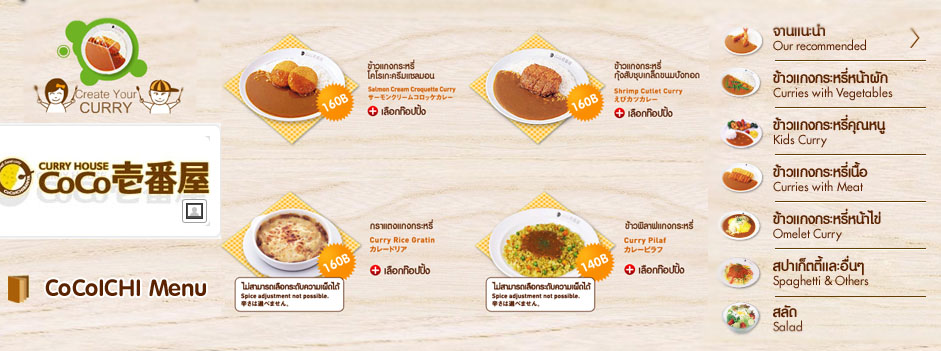 Create Your
CURRY
CURRY HOUSE
CoCo壱番屋
CoCoICHI Menu
ข้าวแกงกระหรี่
โคโรเกะครีมแซลมอน
Salmon Cream Croquette Curry
サーモンクリームコロッケカレー
160B
เลือกท๊อปปิ้ง
ข้าวแกงกระหรี่
กุ้งสับชุบเกล็ดขนมปังทอด
Shrimp Cutlet Curry
えびカツカレー
160B
เลือกท๊อปปิ้ง
กราแตงแกงกระหรี่
Curry Rice Gratin
カレードリア
160B
เลือกท๊อปปิ้ง
ไม่สามารถเลือกระดับความเผ็ดได้
Spice adjustment not possible.
辛さは選べません。
ข้าวพิลาฟแกงกระหรี่
Curry Pilaf
カレーピラフ
140B
เลือกท๊อปปิ้ง
ไม่สามารถเลือกระดับความเผ็ดได้
Spice adjustment not possible.
辛さは選べません。
จานแนะนำ
Our recommended
ข้าวแกงกระหรี่หน้าผัก
Curries with Vegetables
ข้าวแกงกระหรี่คุณหนู
Kids Curry
ข้าวแกงกระหรี่เนื้อ
Curries with Meat
ข้าวแกงกระหรี่หน้าไข่
Omelet Curry
สปาเก็ตตี้และอื่นๆ
Spaghetti & Others
สลัด
Salad